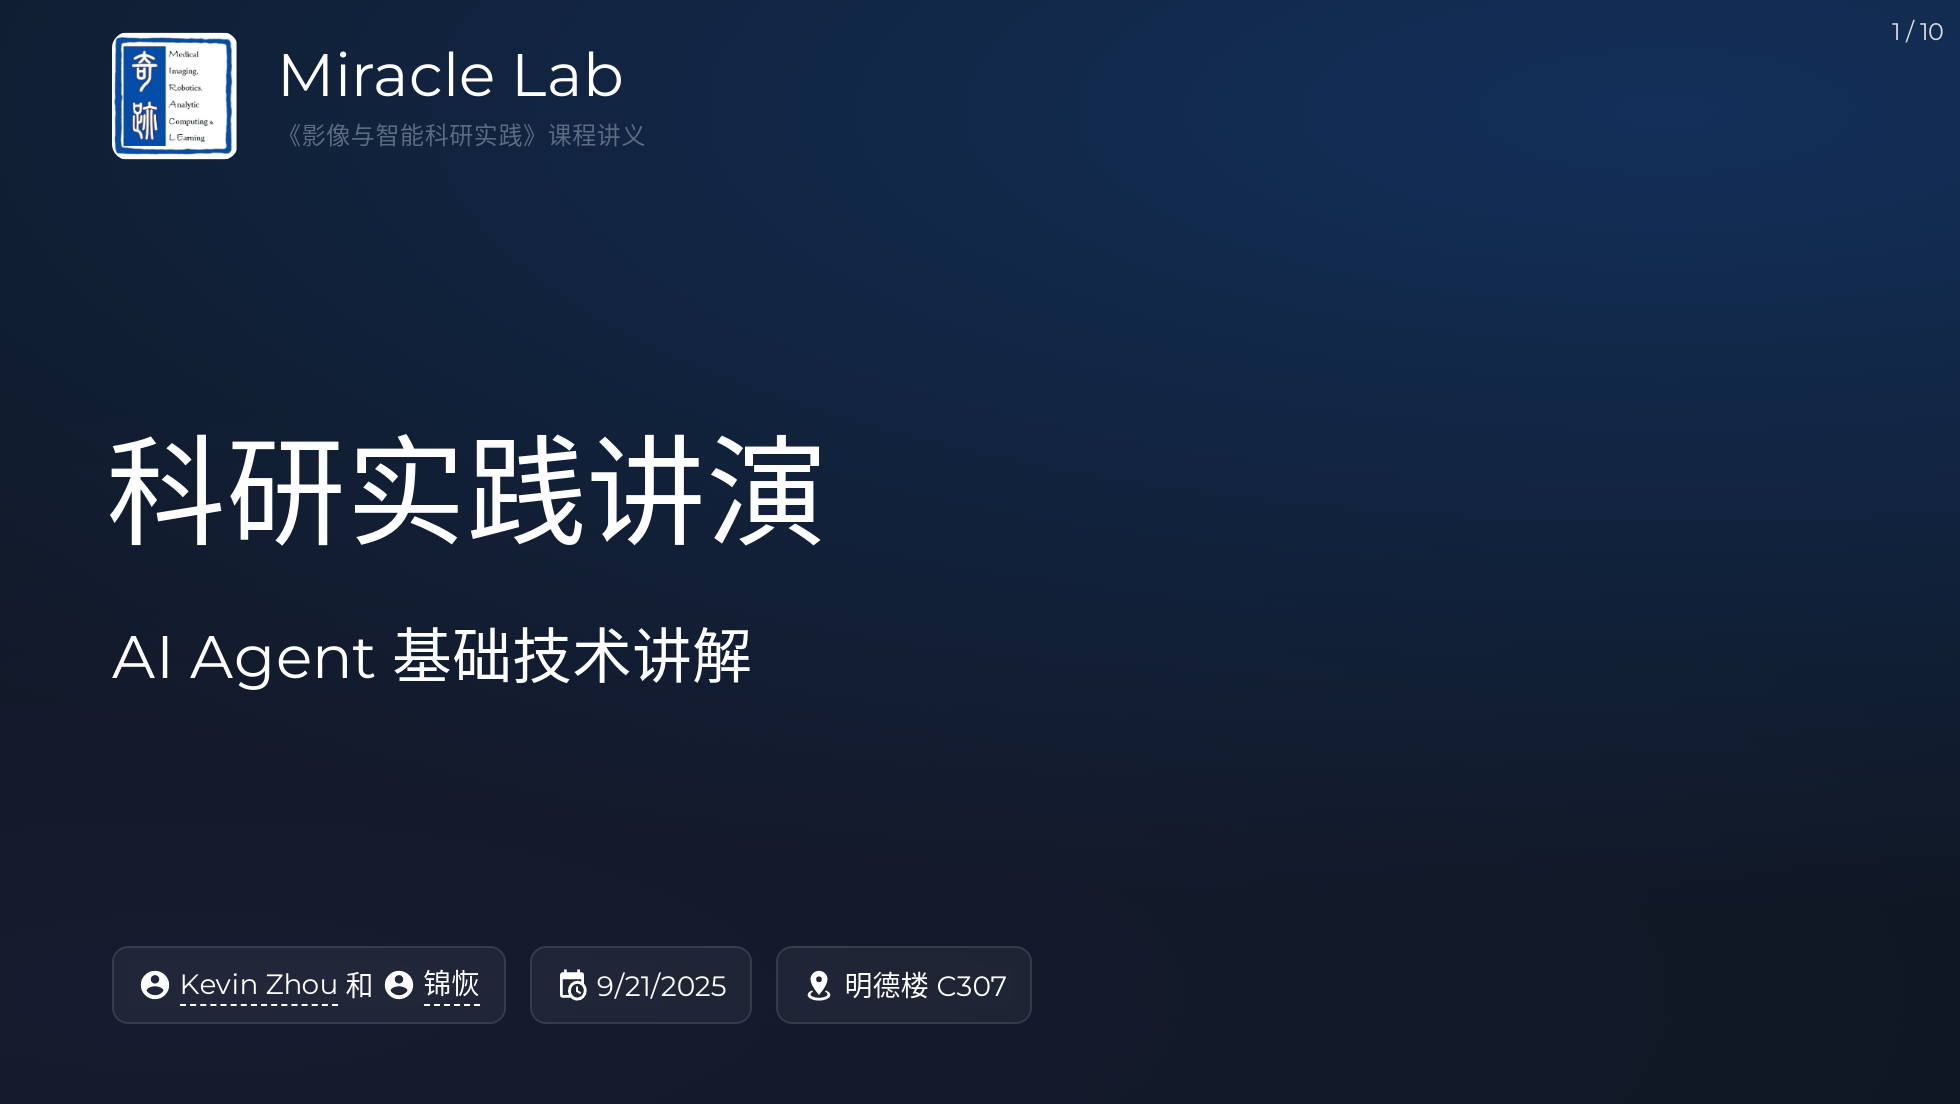 1 / 10
奇跡
Medical
Imaging,
Robotics,
Analytic
Computing &
LEarning
Miracle Lab
《影像与智能科研实践》课程讲义
科研实践讲演
AI Agent 基础技术讲解
Kevin Zhou 和 锦恢
9/21/2025
明德楼 C307